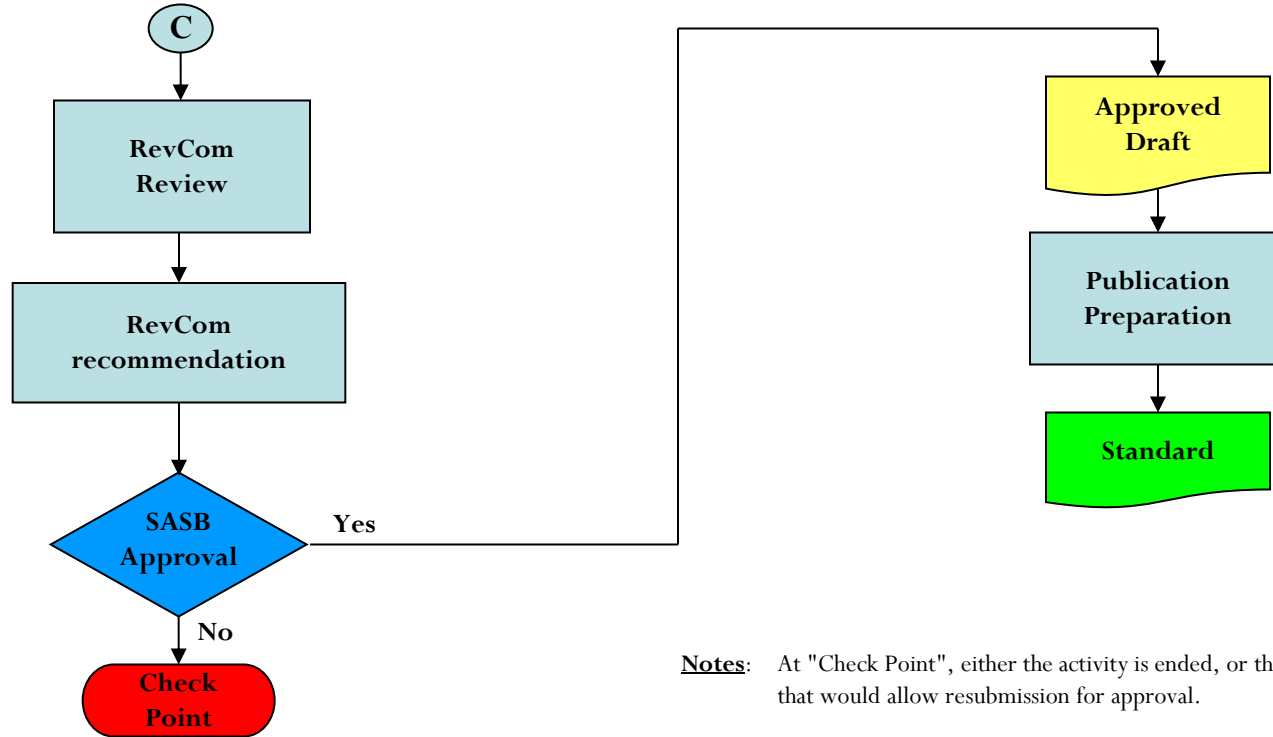 C
RevCom
Review
RevCom
recommendation
SASB
Approval
Yes
No
Check
Point
Approved
Draft
Publication
Preparation
Standard
Notes: At "Check Point", either the activity is ended, or th
that would allow resubmission for approval.